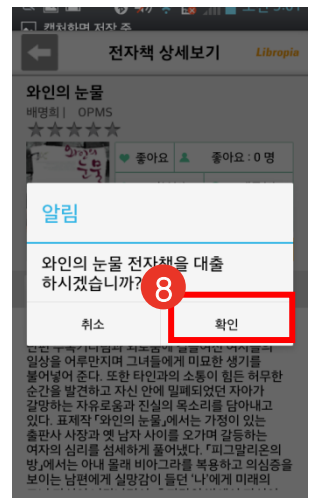 캡처화면 저장 중
전자책 상세보기
Libropia
와인의 눈물
배명희 | OPMS
좋아요
좋아요 : 0 명
알림
와인의 눈물 전자책을 대출
하시겠습니까?
8
취소
확인
일상을 어루만지며 그녀들에게 미묘한 생기를
불어넣어 준다. 또한 타인과의 소통이 힘든 허무한
순간을 발견하고 자신 안에 밀폐되었던 자아가
갈망하는 자유로움과 진실의 목소리를 담아내고
있다. 표제작 「와인의 눈물」에서는 가정이 있는
출판사 사장과 옛 남자 사이를 오가며 갈등하는
여자의 심리를 섬세하게 풀어냈다. 「피그말리온의
방」에서는 아내 몰래 비아그라를 복용하고 의심증을
보이는 남편에게 실망감이 들던 '나'에게 미래의